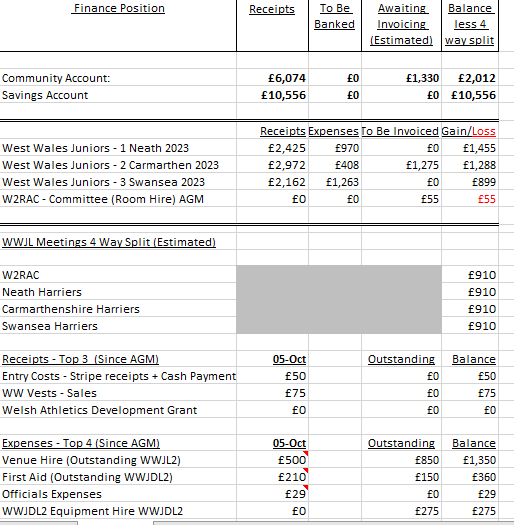 Finance Position Receipts To Be Banked Awaiting Invoicing (Estimated) Balance less 4 way split
Community Account: £6,074 £0 £1,330 £2,012
Savings Account £10,556 £0 £0 £10,556
Receipts Expenses To Be Invoiced Gain/Loss
West Wales Juniors - 1 Neath 2023 £2,425 £970 £0 £1,455
West Wales Juniors - 2 Carmarthen 2023 £2,972 £408 £1,275 £1,288
West Wales Juniors - 3 Swansea 2023 £2,162 £1,263 £0 £899
W2RAC - Committee (Room Hire) AGM £0 £0 £55 £55
WWJL Meetings 4 Way Split (Estimated)
W2RAC £910
Neath Harriers £910
Carmarthenshire Harriers £910
Swansea Harriers £910
Receipts - Top 3 (Since AGM) 05-Oct Outstanding Balance
Entry Costs - Stripe receipts + Cash Payment £50 £0 £50
WW Vests - Sales £75 £0 £75
Welsh Athletics Development Grant £0 £0 £0
Expenses - Top 4 (Since AGM) 05-Oct Outstanding Balance
Venue Hire (Outstanding WWJL2) £500 £850 £1,350
First Aid (Outstanding WWJDL2) £210 £150 £360
Officials Expenses £29 £0 £29
WWJDL2 Equipment Hire WWJDL2 £0 £275 £275